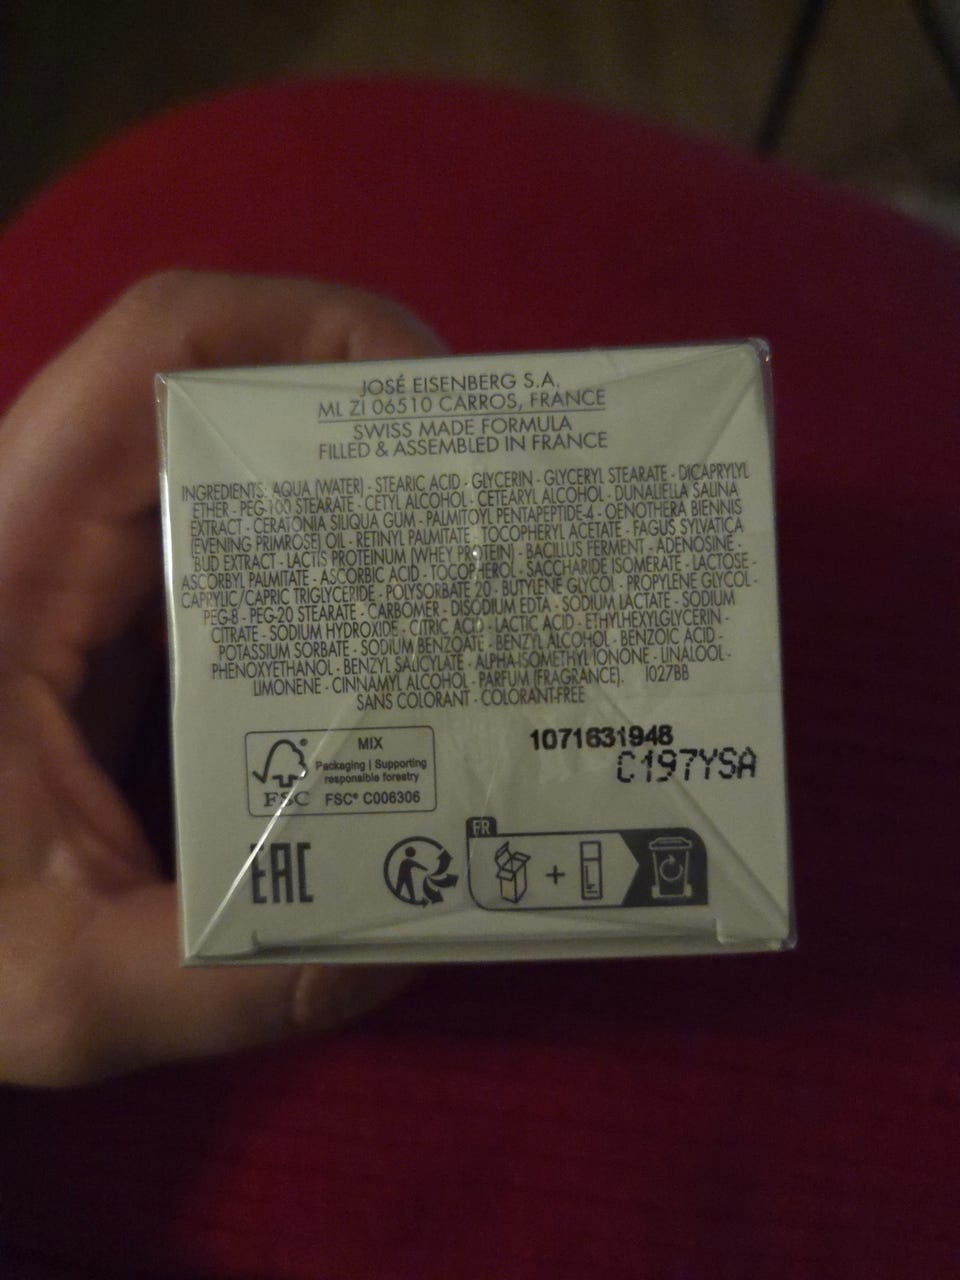 JOSÉ EISENBERG S.A.
ML ZI 06510 CARROS, FRANCE
SWISS MADE FORMULA
FILLED & ASSEMBLED IN FRANCE
INGREDIENTS: AQUA (WATER) - STEARIC ACID - GLYCERIN - GLYCERYL STEARATE - DICAPRYLYL
ETHER - PEG-100 STEARATE - CETYL ALCOHOL - CETEARYL ALCOHOL - DUNALIELLA SALINA
EXTRACT - CERATONIA SILIQUA GUM - PALMITOYL PENTAPEPTIDE-4 - OENOTHERA BIENNIS
(EVENING PRIMROSE) OIL - RETINYL PALMITATE - TOCOPHERYL ACETATE - FAGUS SYLVATICA
BUD EXTRACT - LACTIS PROTEINUM (WHEY PROTEIN) - BACILLUS FERMENT - ADENOSINE -
ASCORBYL PALMITATE - ASCORBIC ACID - TOCOPHEROL - SACCHARIDE ISOMERATE - LACTOSE -
CAPRYLIC/CAPRIC TRIGLYCERIDE - POLYSORBATE 20 - BUTYLENE GLYCOL - PROPYLENE GLYCOL -
PEG-8 - PEG-20 STEARATE - CARBOMER - DISODIUM EDTA - SODIUM LACTATE - SODIUM
CITRATE - SODIUM HYDROXIDE - CITRIC ACID - LACTIC ACID - ETHYLHEXYLGLYCERIN -
POTASSIUM SORBATE - SODIUM BENZOATE - BENZYL ALCOHOL - BENZOIC ACID -
PHENOXYETHANOL - BENZYL SALICYLATE - ALPHA-ISOMETHYL IONONE - LINALOOL -
LIMONENE - CINNAMYL ALCOHOL - PARFUM (FRAGRANCE). I027BB
SANS COLORANT - COLORANT-FREE
MIX
Packaging | Supporting
responsible forestry
FSC
FSC® C006306
1071631948
C197YSA
EAC
FR